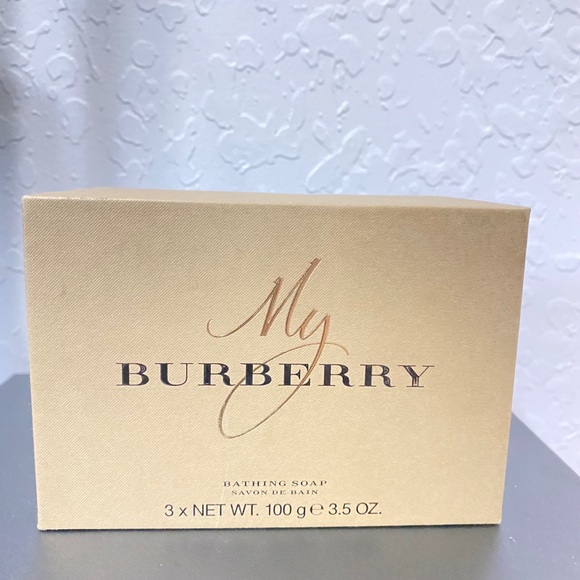 My
BURBERRY
BATHING SOAP
SAVON DE BAIN
3 x NET WT. 100 g ℮ 3.5 OZ.